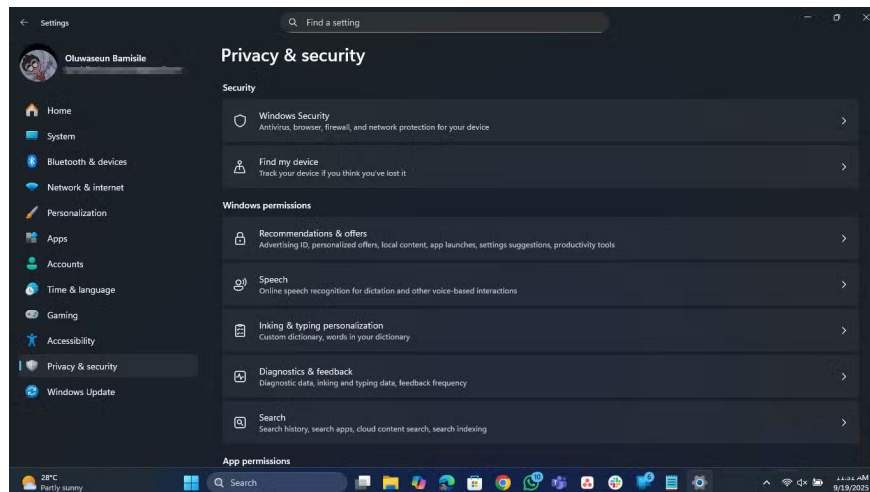 Settings
Find a setting
Oluwaseun Bamisile
Home
System
Bluetooth & devices
Network & internet
Personalization
Apps
Accounts
Time & language
Gaming
Accessibility
Privacy & security
Windows Update
Privacy & security
Security
Windows Security
Antivirus, browser, firewall, and network protection for your device
Find my device
Track your device if you think you've lost it
Windows permissions
Recommendations & offers
Advertising ID, personalized offers, local content, app launches, settings suggestions, productivity tools
Speech
Online speech recognition for dictation and other voice-based interactions
Inking & typing personalization
Custom dictionary, words in your dictionary
Diagnostics & feedback
Diagnostic data, inking and typing data, feedback frequency
Search
Search history, search apps, cloud content search, search indexing
App permissions
28°C
Partly sunny
Search
11:31 AM
9/19/2025